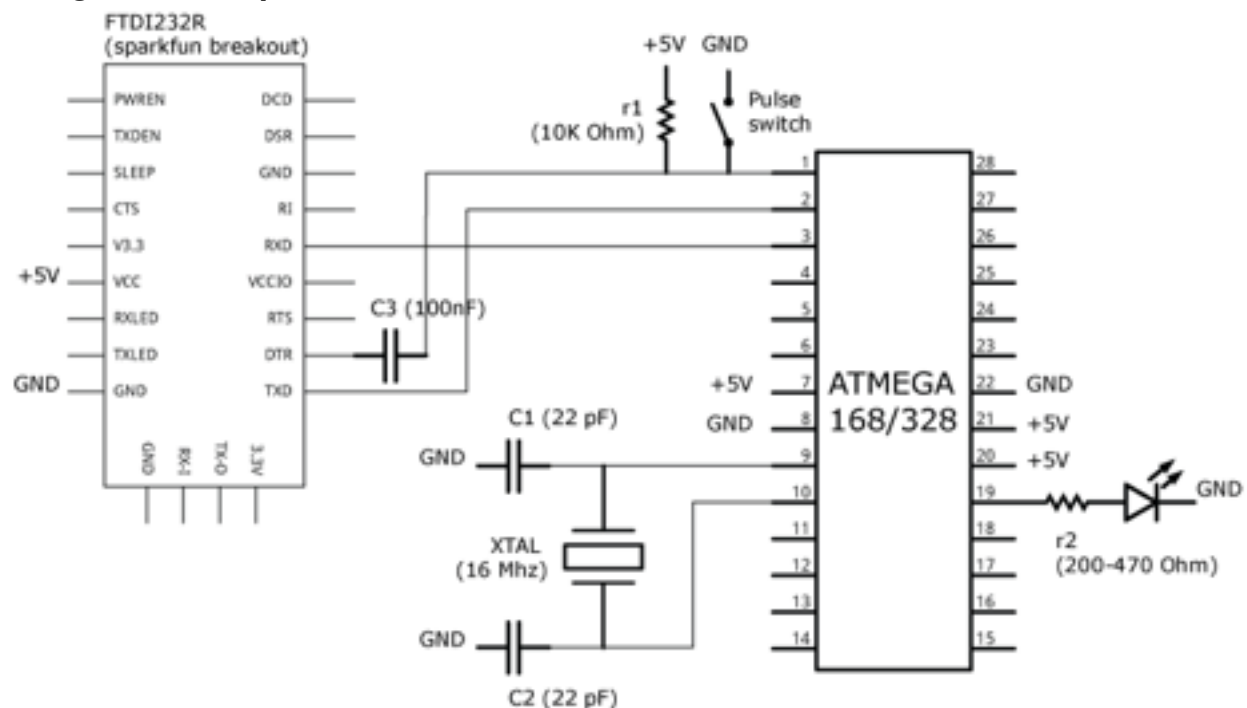 FTDI232R
(sparkfun breakout)
PWREN
TXDEN
SLEEP
CTS
V3.3
VCC
RXLED
TXLED
GND
DCD
DSR
GND
RI
RXD
VCCIO
RTS
DTR
TXD
GND
RX-I
TX-O
3.3V
+5V
GND
C3 (100nF)
+5V GND
r1
(10K Ohm)
Pulse
switch
1
2
3
4
5
6
7
8
9
10
11
12
13
14
ATMEGA
168/328
28
27
26
25
24
23
22
21
20
19
18
17
16
15
+5V
GND
GND
+5V
+5V
GND
r2
(200-470 Ohm)
C1 (22 pF)
GND
XTAL
(16 Mhz)
GND
C2 (22 pF)